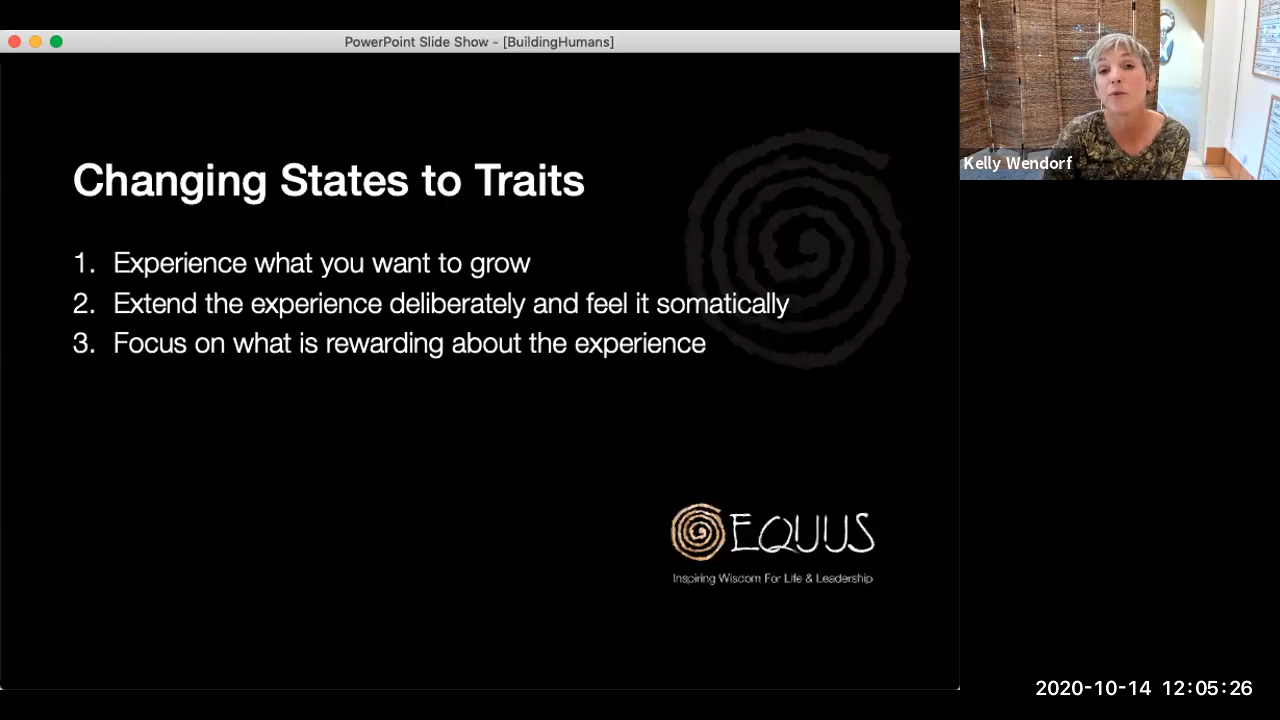 PowerPoint Slide Show - [BuildingHumans]
Kelly Wendorf
Changing States to Traits
1. Experience what you want to grow
2. Extend the experience deliberately and feel it somatically
3. Focus on what is rewarding about the experience
EQUUS
Inspiring Wisdom For Life & Leadership
2020-10-14 12:05:26